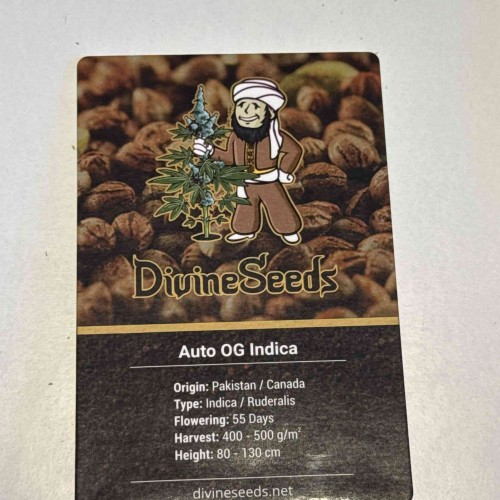 DivineSeeds
Auto OG Indica
Origin: Pakistan / Canada
Type: Indica / Ruderalis
Flowering: 55 Days
Harvest: 400 - 500 g/m²
Height: 80 - 130 cm
divineseeds.net